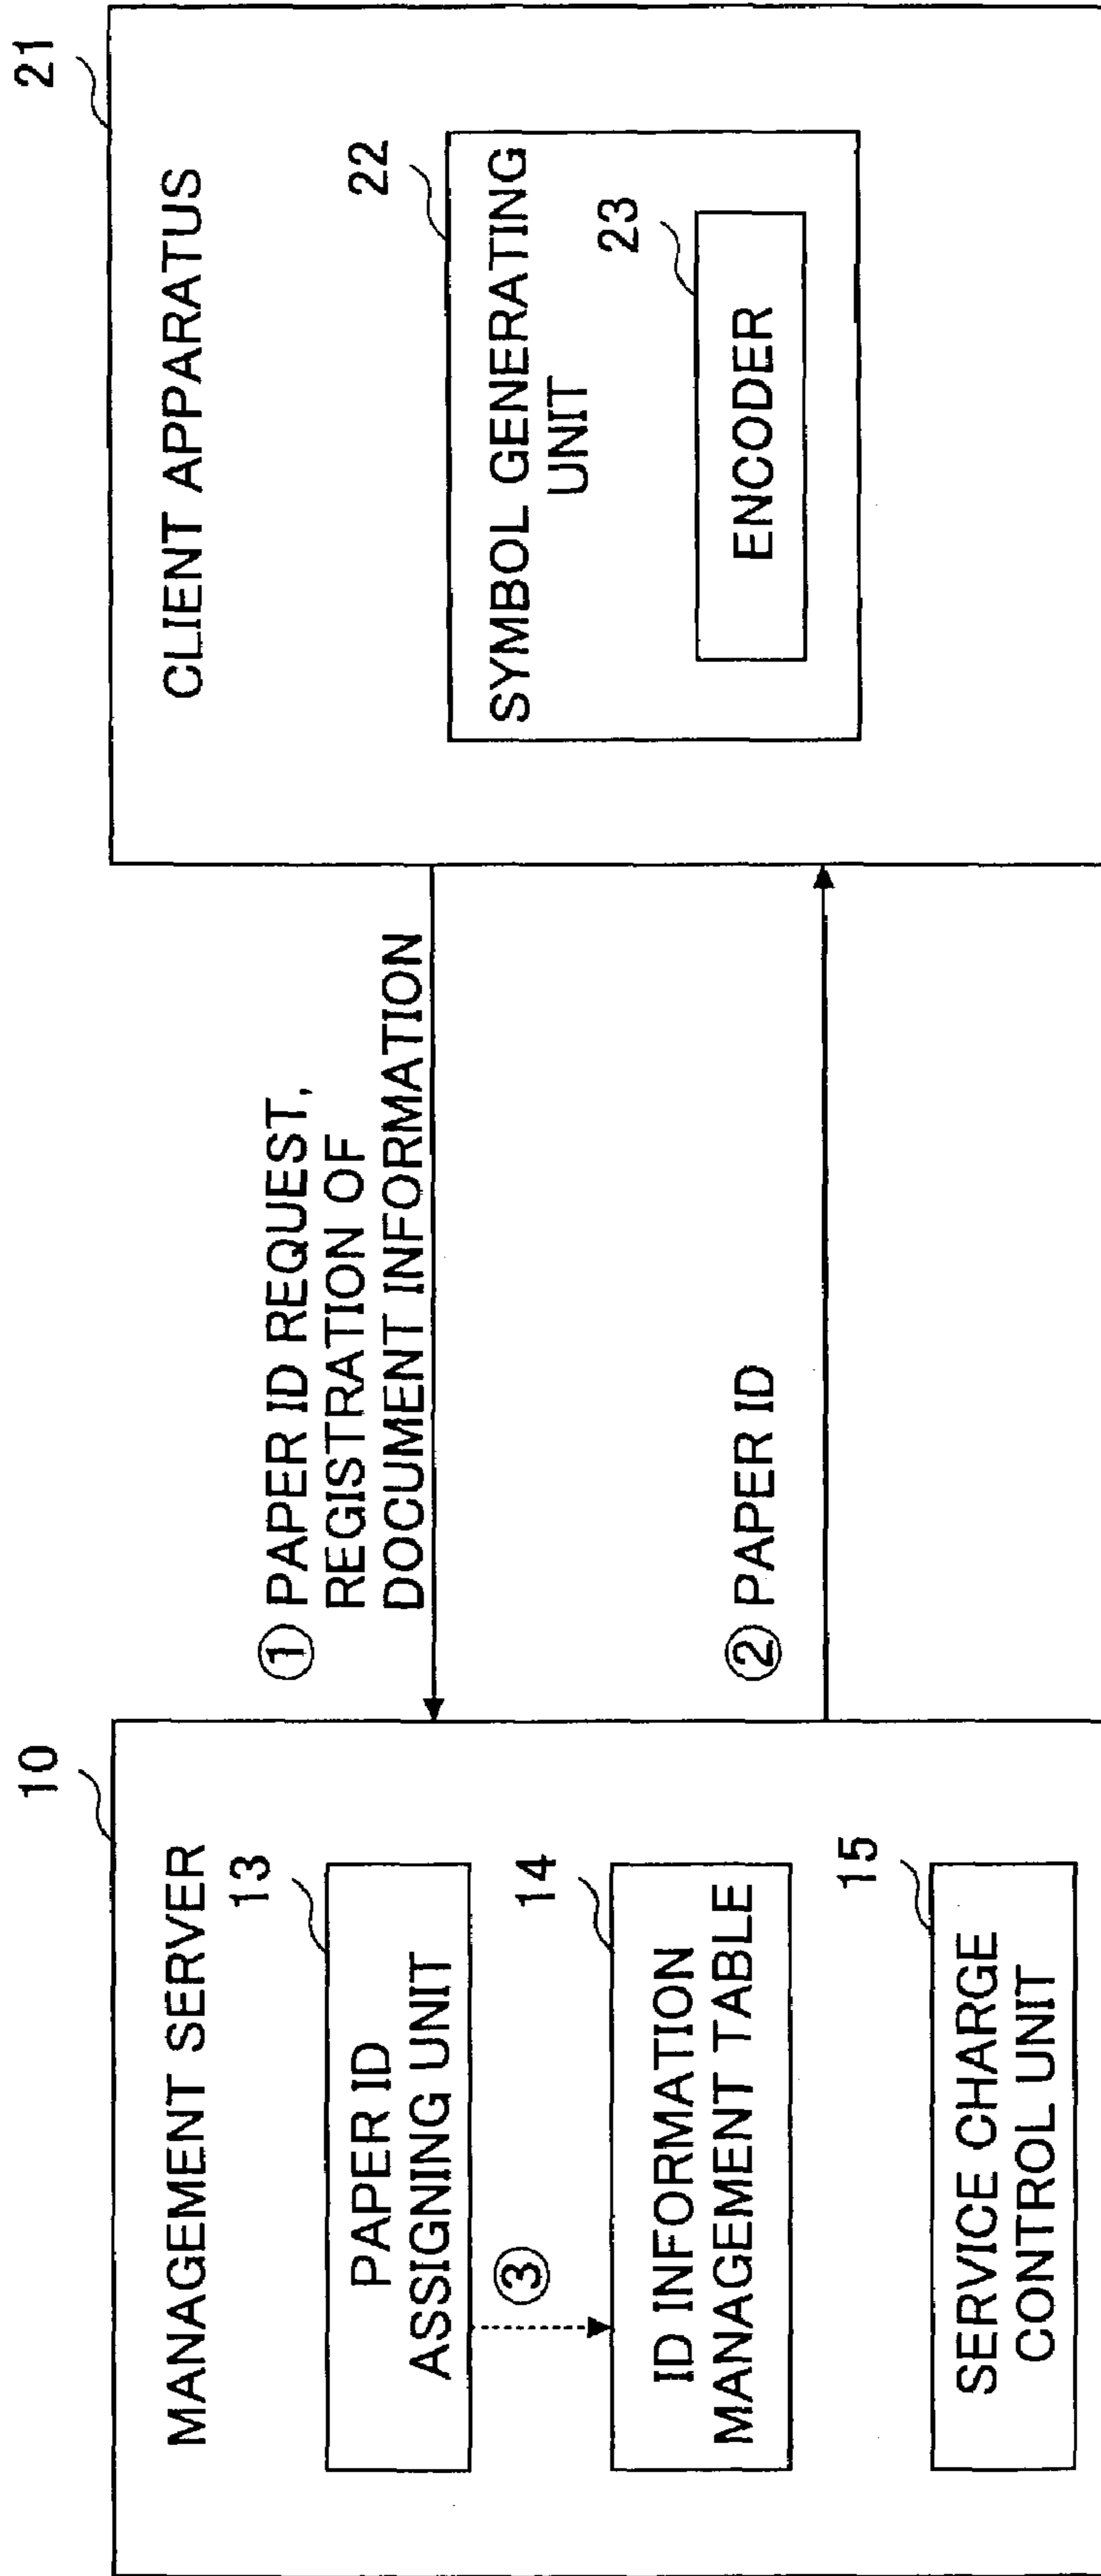 10
MANAGEMENT SERVER
13
PAPER ID
ASSIGNING UNIT
③
14
ID INFORMATION
MANAGEMENT TABLE
15
SERVICE CHARGE
CONTROL UNIT
① PAPER ID REQUEST,
REGISTRATION OF
DOCUMENT INFORMATION
② PAPER ID
21
CLIENT APPARATUS
22
SYMBOL GENERATING
UNIT
23
ENCODER